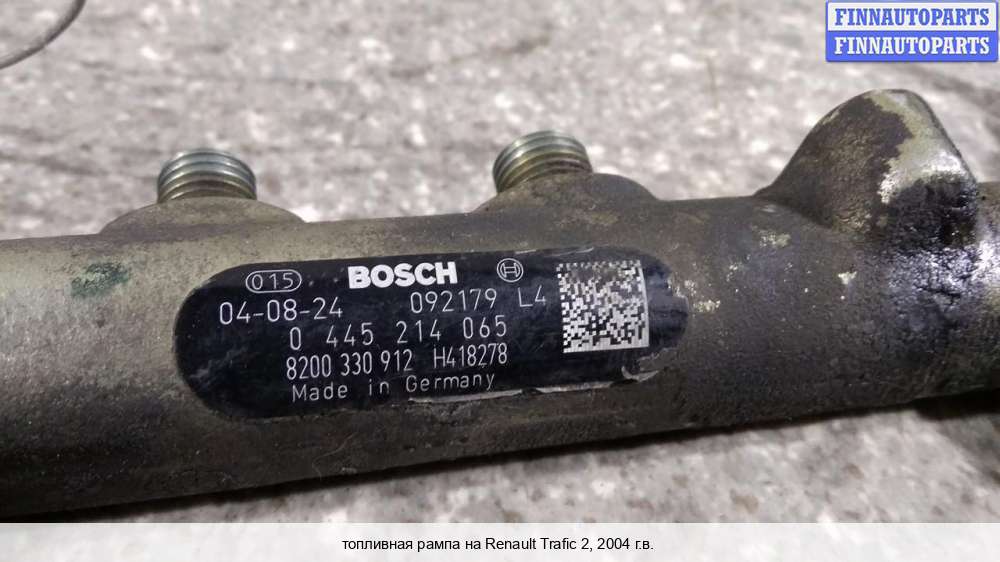 FINNAUTOPARTS
FINNAUTOPARTS
015 BOSCH
04-08-24 092179 L4
0 445 214 065
8200 330 912 H418278
Made in Germany
топливная рампа на Renault Trafic 2, 2004 г.в.